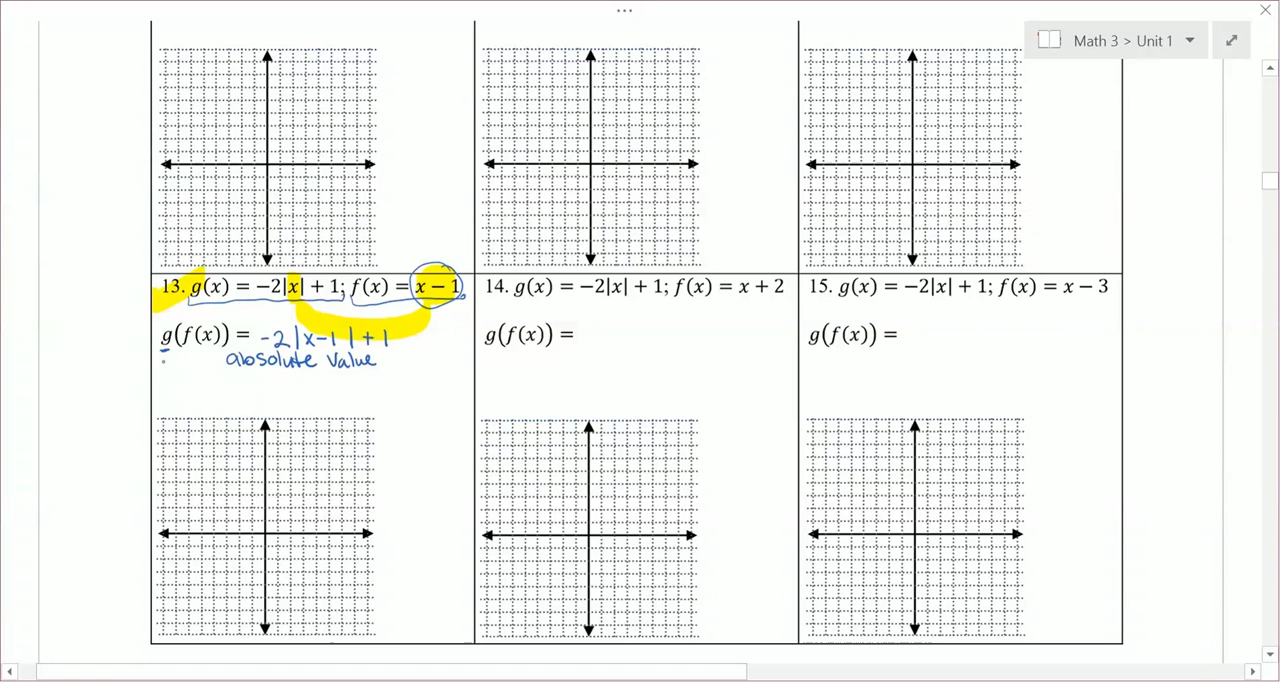 Math 3 > Unit 1
13. g(x) = −2|x| + 1; f(x) = x − 1
g(f(x)) = -2|x-1|+1
absolute value
14. g(x) = −2|x| + 1; f(x) = x + 2
g(f(x)) =
15. g(x) = −2|x| + 1; f(x) = x − 3
g(f(x)) =